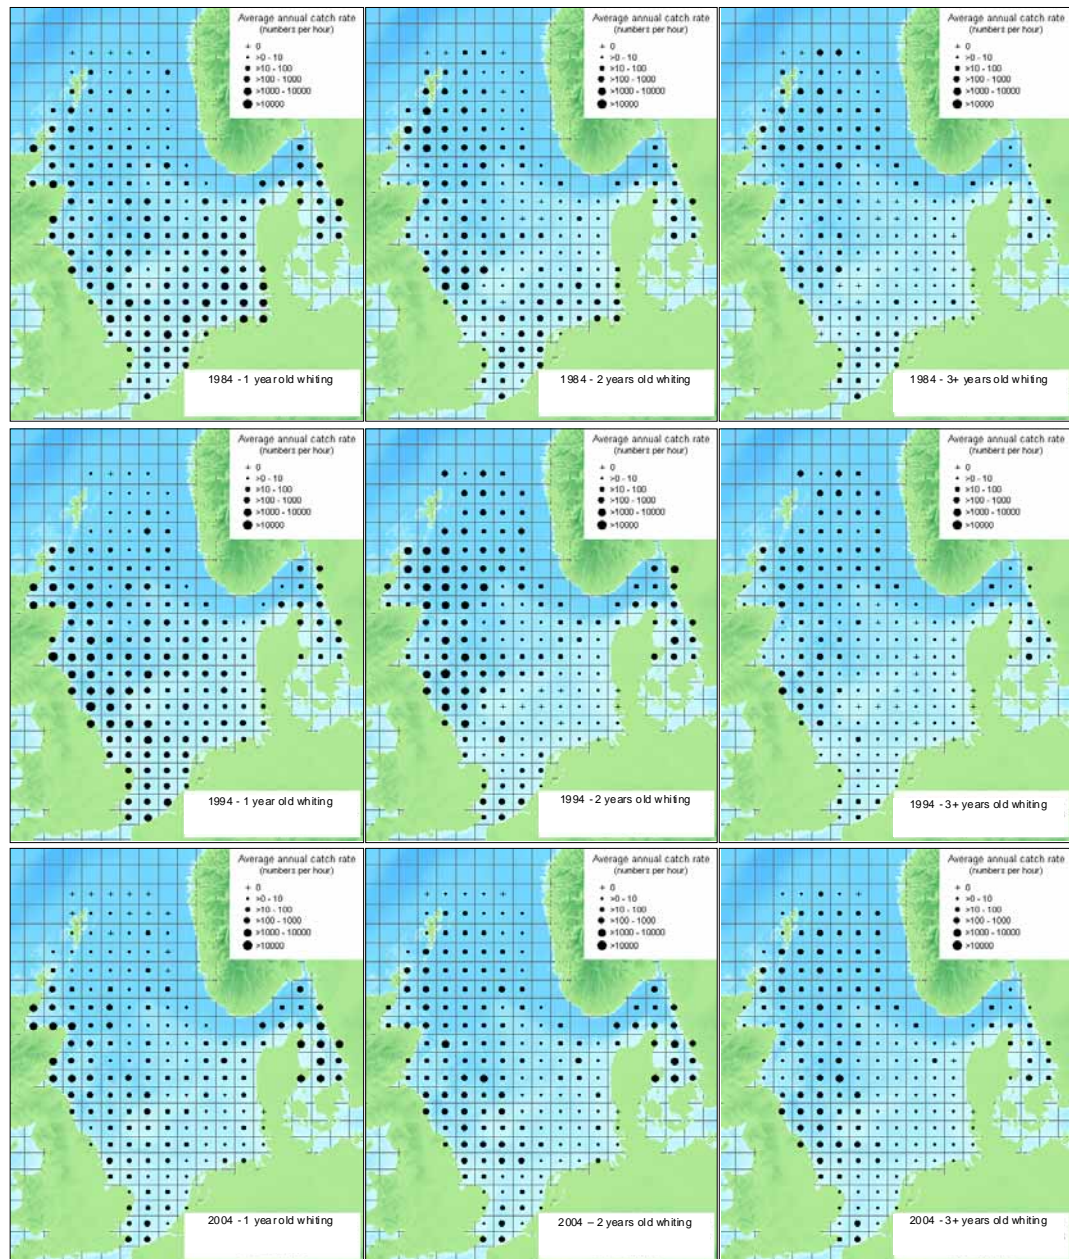 Average annual catch rate
(numbers per hour)
+ 0
>0 - 10
>10 - 100
>100 - 1000
>1000 - 10000
>10000
1984 - 1 year old whiting
Average annual catch rate
(numbers per hour)
+ 0
>0 - 10
>10 - 100
>100 - 1000
>1000 - 10000
>10000
1984 - 2 years old whiting
Average annual catch rate
(numbers per hour)
+ 0
>0 - 10
>10 - 100
>100 - 1000
>1000 - 10000
>10000
1984 - 3+ years old whiting
Average annual catch rate
(numbers per hour)
+ 0
>0 - 10
>10 - 100
>100 - 1000
>1000 - 10000
>10000
1994 - 1 year old whiting
Average annual catch rate
(numbers per hour)
+ 0
>0 - 10
>10 - 100
>100 - 1000
>1000 - 10000
>10000
1994 - 2 years old whiting
Average annual catch rate
(numbers per hour)
+ 0
>0 - 10
>10 - 100
>100 - 1000
>1000 - 10000
>10000
1994 - 3+ years old whiting
Average annual catch rate
(numbers per hour)
+ 0
>0 - 10
>10 - 100
>100 - 1000
>1000 - 10000
>10000
2004 - 1 year old whiting
Average annual catch rate
(numbers per hour)
+ 0
>0 - 10
>10 - 100
>100 - 1000
>1000 - 10000
>10000
2004 – 2 years old whiting
Average annual catch rate
(numbers per hour)
+ 0
>0 - 10
>10 - 100
>100 - 1000
>1000 - 10000
>10000
2004 - 3+ years old whiting